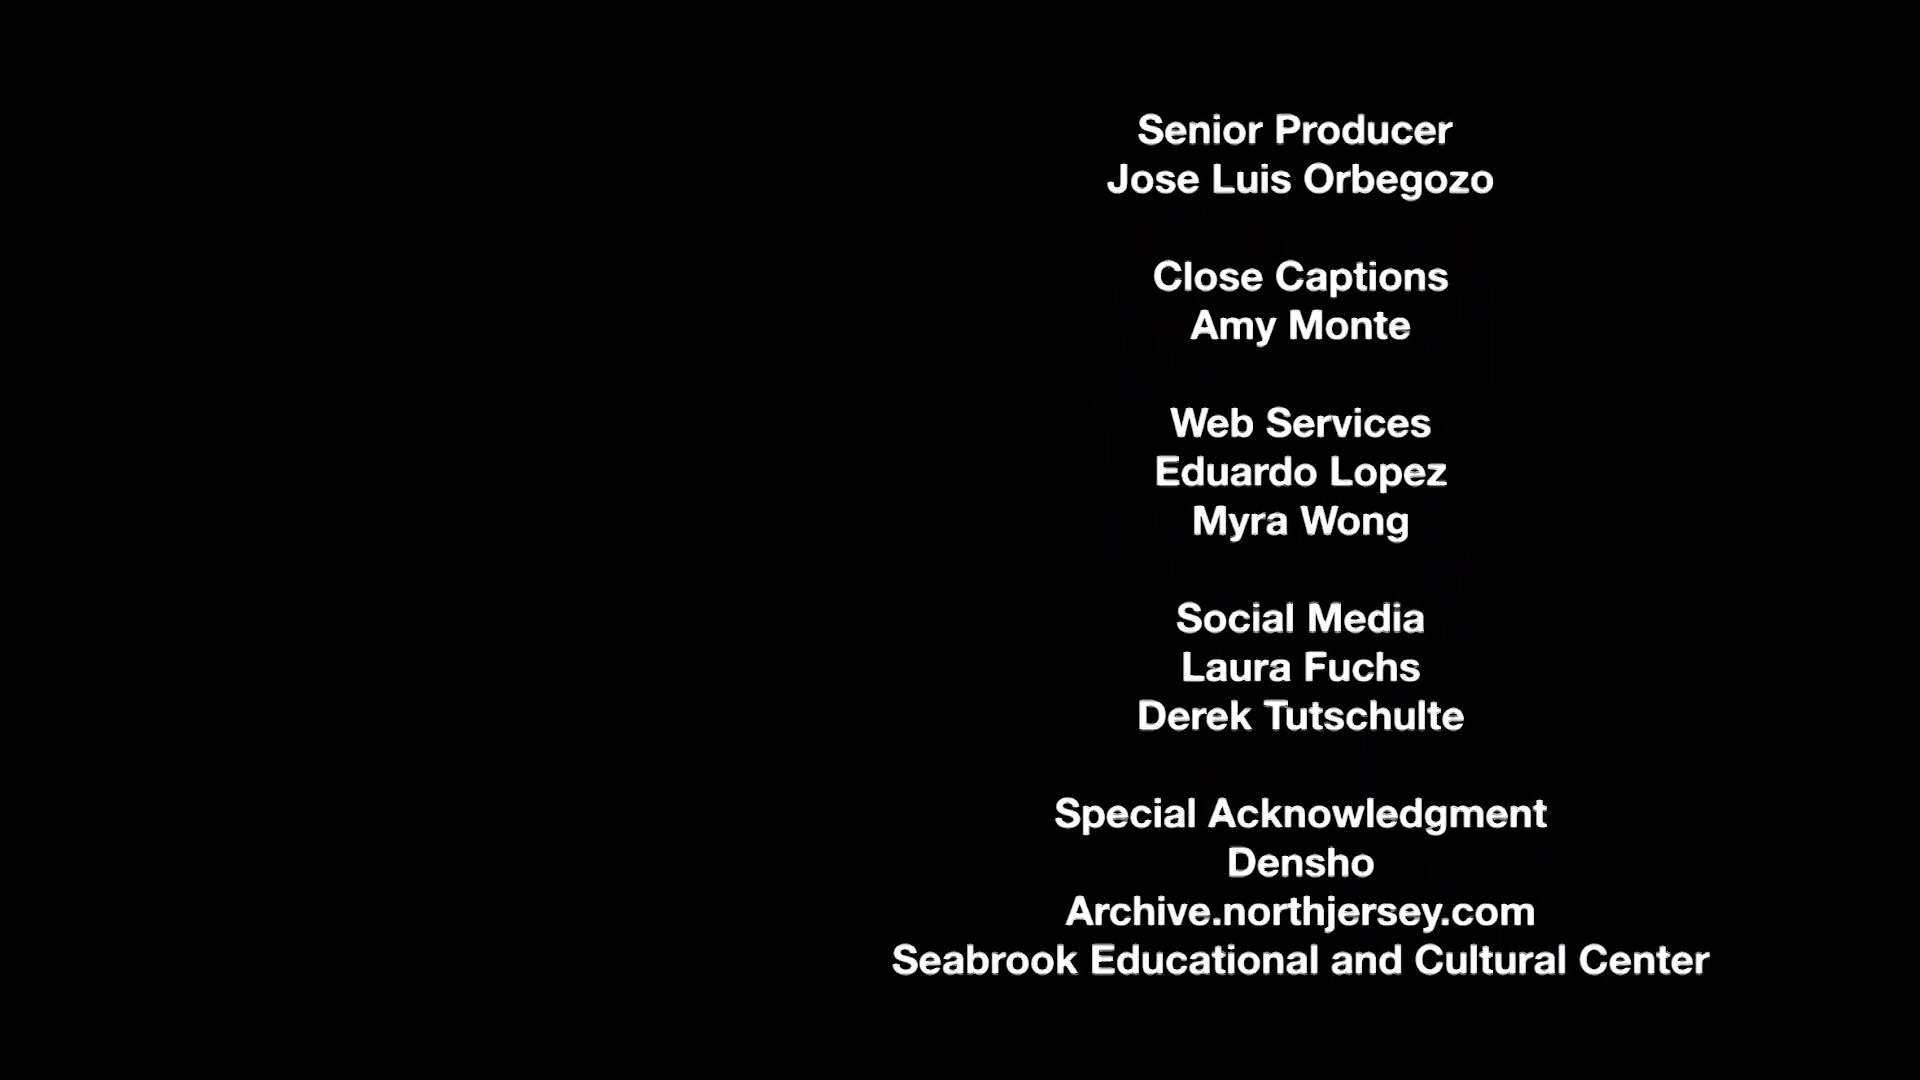 Senior Producer
Jose Luis Orbegozo
Close Captions
Amy Monte
Web Services
Eduardo Lopez
Myra Wong
Social Media
Laura Fuchs
Derek Tutschulte
Special Acknowledgment
Densho
Archive.northjersey.com
Seabrook Educational and Cultural Center